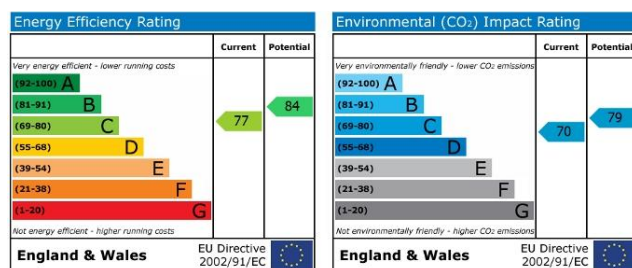 Energy Efficiency Rating
Current Potential
Very energy efficient - lower running costs
(92-100) A
(81-91) B
(69-80) C
(55-68) D
(39-54) E
(21-38) F
(1-20) G
77
84
Not energy efficient - higher running costs
England & Wales
EU Directive
2002/91/EC
Environmental (CO₂) Impact Rating
Current Potential
Very environmentally friendly - lower CO₂ emissions
(92-100) A
(81-91) B
(69-80) C
(55-68) D
(39-54) E
(21-38) F
(1-20) G
70
79
Not environmentally friendly - higher CO₂ emissions
England & Wales
EU Directive
2002/91/EC